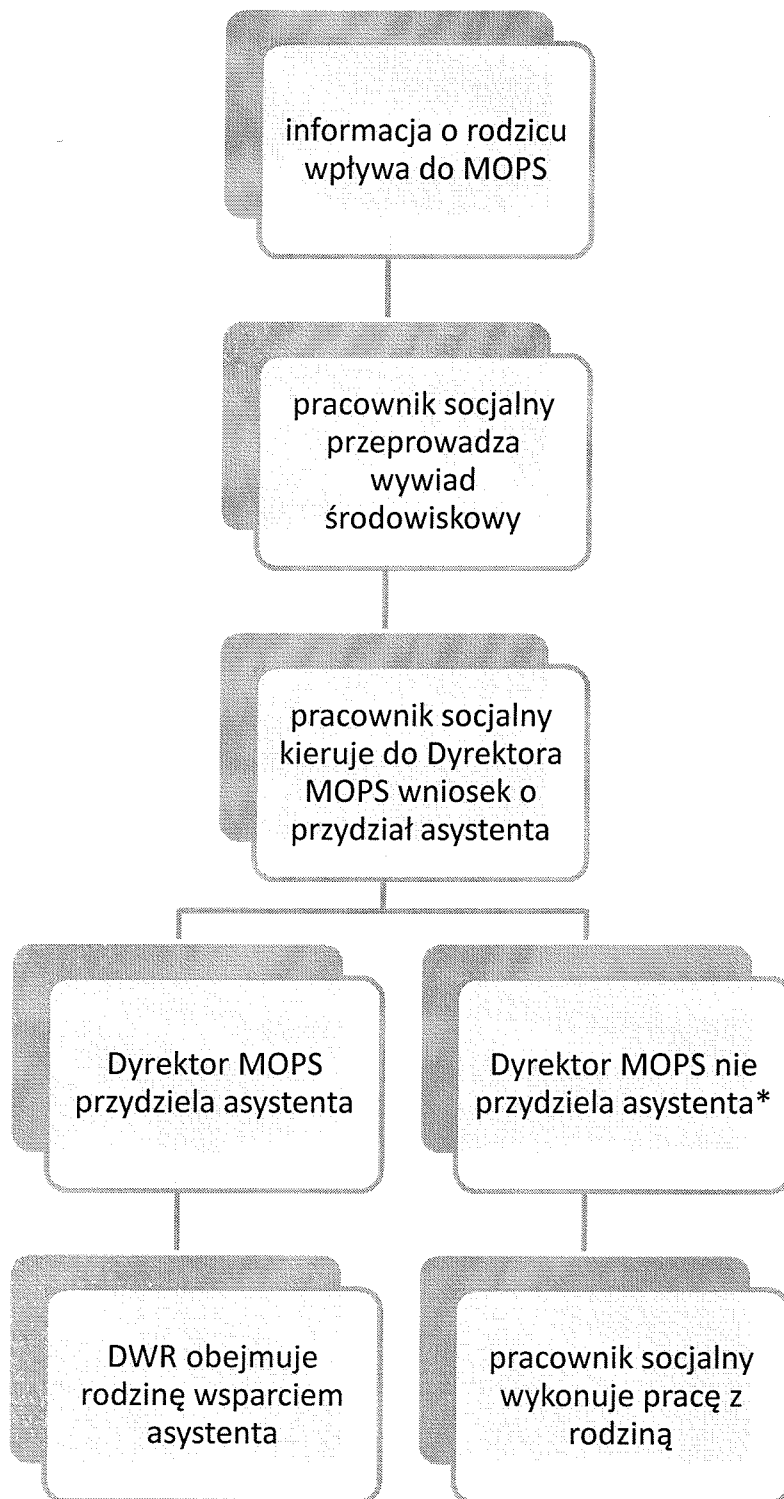 informacja o rodzicu
wpływa do MOPS
pracownik socjalny
przeprowadza
wywiad
środowiskowy
pracownik socjalny
kieruje do Dyrektora
MOPS wniosek o
przydział asystenta
Dyrektor MOPS
przydziela asystenta
Dyrektor MOPS nie
przydziela asystenta*
DWR obejmuje
rodzinę wsparciem
asystenta
pracownik socjalny
wykonuje pracę z
rodziną